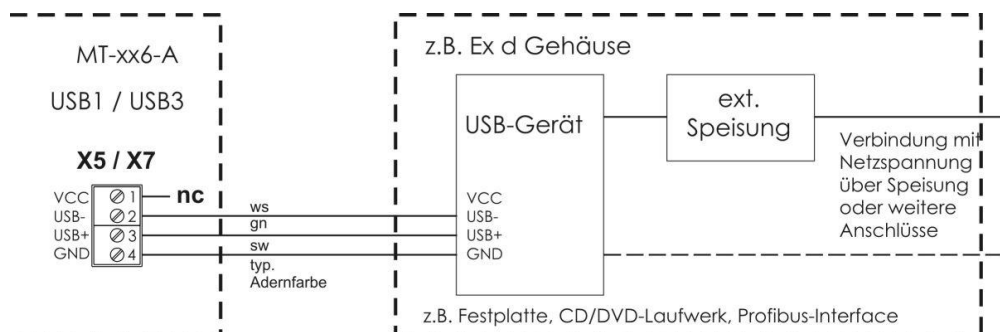 MT-xx6-A
USB1 / USB3
X5 / X7
VCC 1 nc
USB- 2
USB+ 3
GND 4
ws
gn
sw
typ.
Adernfarbe
z.B. Ex d Gehäuse
USB-Gerät
VCC
USB-
USB+
GND
ext.
Speisung
Verbindung mit
Netzspannung
über Speisung
oder weitere
Anschlüsse
z.B. Festplatte, CD/DVD-Laufwerk, Profibus-Interface